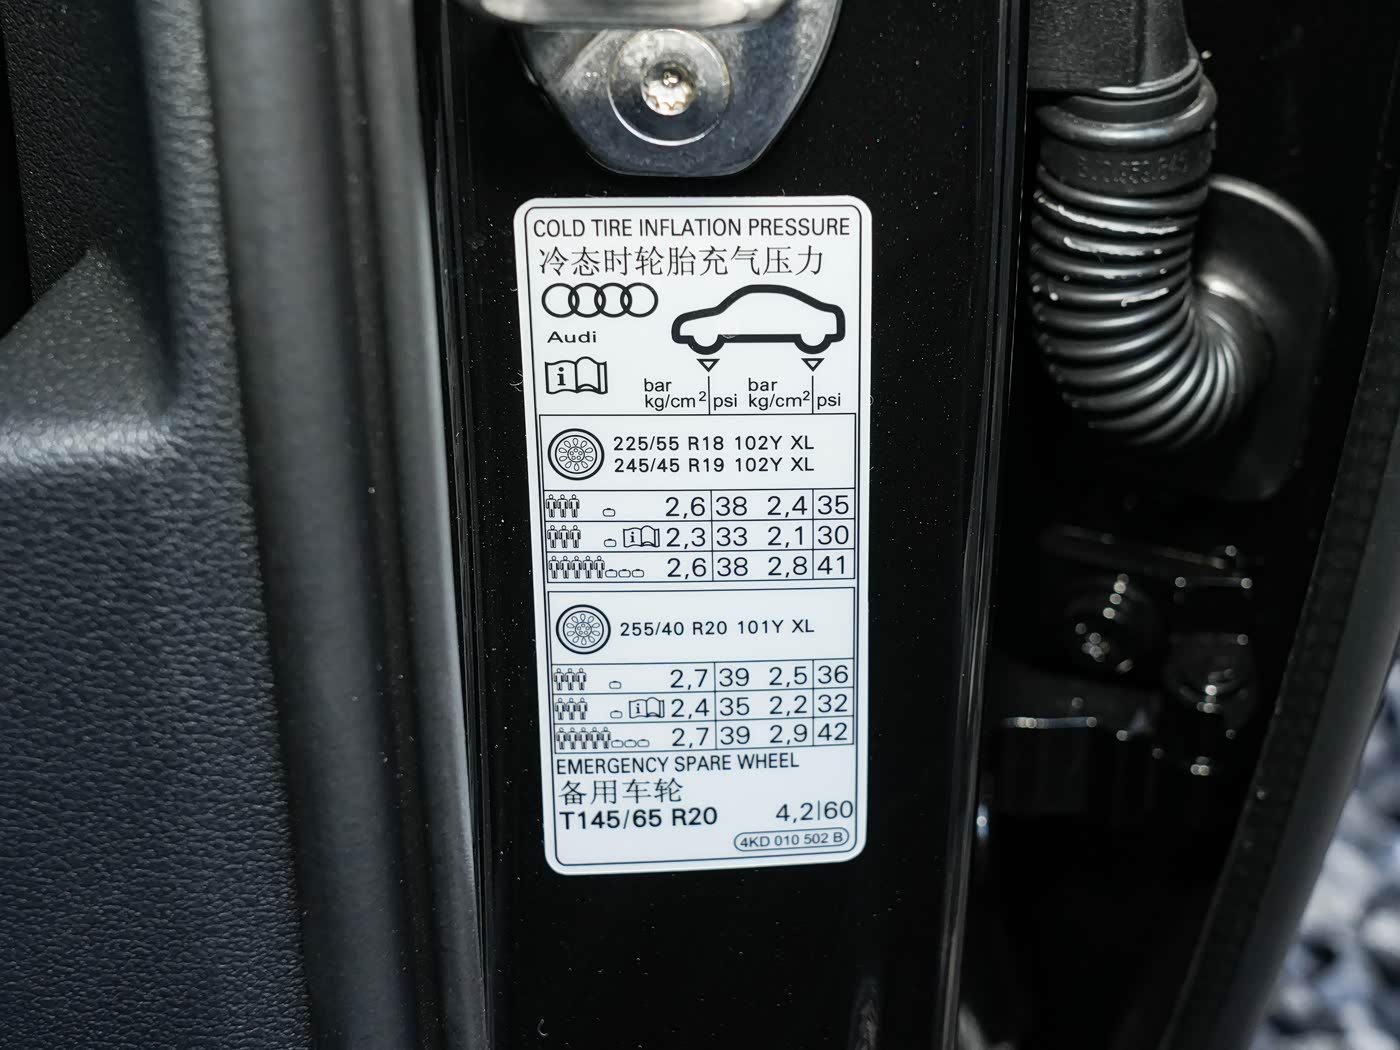 COLD TIRE INFLATION PRESSURE
冷态时轮胎充气压力
Audi
i
bar psi bar psi
kg/cm² kg/cm²
225/55 R18 102Y XL
245/45 R19 102Y XL
2,6 38 2,4 35
i 2,3 33 2,1 30
2,6 38 2,8 41
255/40 R20 101Y XL
2,7 39 2,5 36
i 2,4 35 2,2 32
2,7 39 2,9 42
EMERGENCY SPARE WHEEL
备用车轮
T145/65 R20 4,2|60
4KD 010 502 B